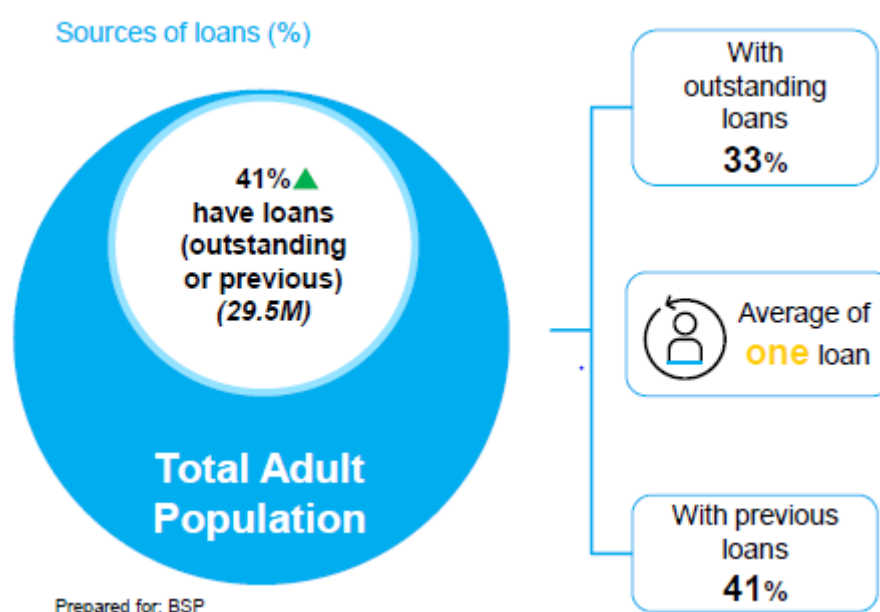 Sources of loans (%)
41%
have loans
(outstanding
or previous)
(29.5M)
Total Adult
Population
Prepared for: BSP
With
outstanding
loans
33%
Average of
one loan
With previous
loans
41%